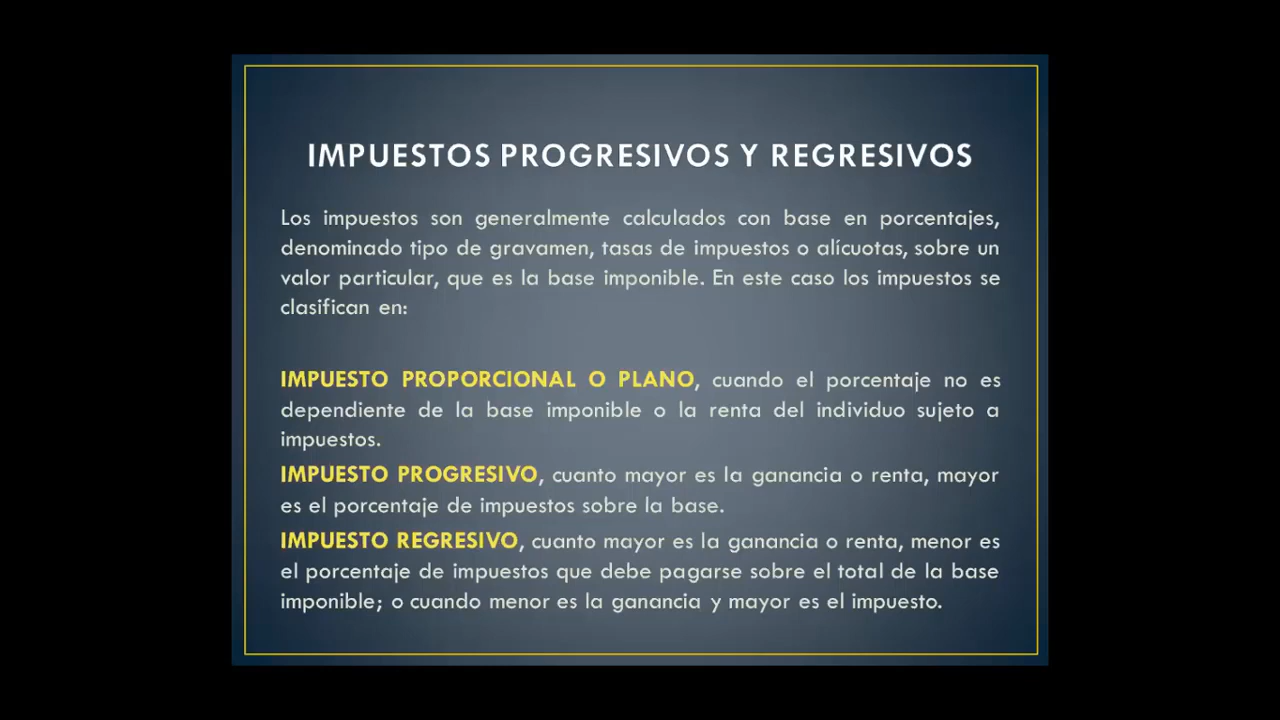 IMPUESTOS PROGRESIVOS Y REGRESIVOS
Los impuestos son generalmente calculados con base en porcentajes,
denominado tipo de gravamen, tasas de impuestos o alícuotas, sobre un
valor particular, que es la base imponible. En este caso los impuestos se
clasifican en:
IMPUESTO PROPORCIONAL O PLANO, cuando el porcentaje no es
dependiente de la base imponible o la renta del individuo sujeto a
impuestos.
IMPUESTO PROGRESIVO, cuanto mayor es la ganancia o renta, mayor
es el porcentaje de impuestos sobre la base.
IMPUESTO REGRESIVO, cuanto mayor es la ganancia o renta, menor es
el porcentaje de impuestos que debe pagarse sobre el total de la base
imponible; o cuando menor es la ganancia y mayor es el impuesto.